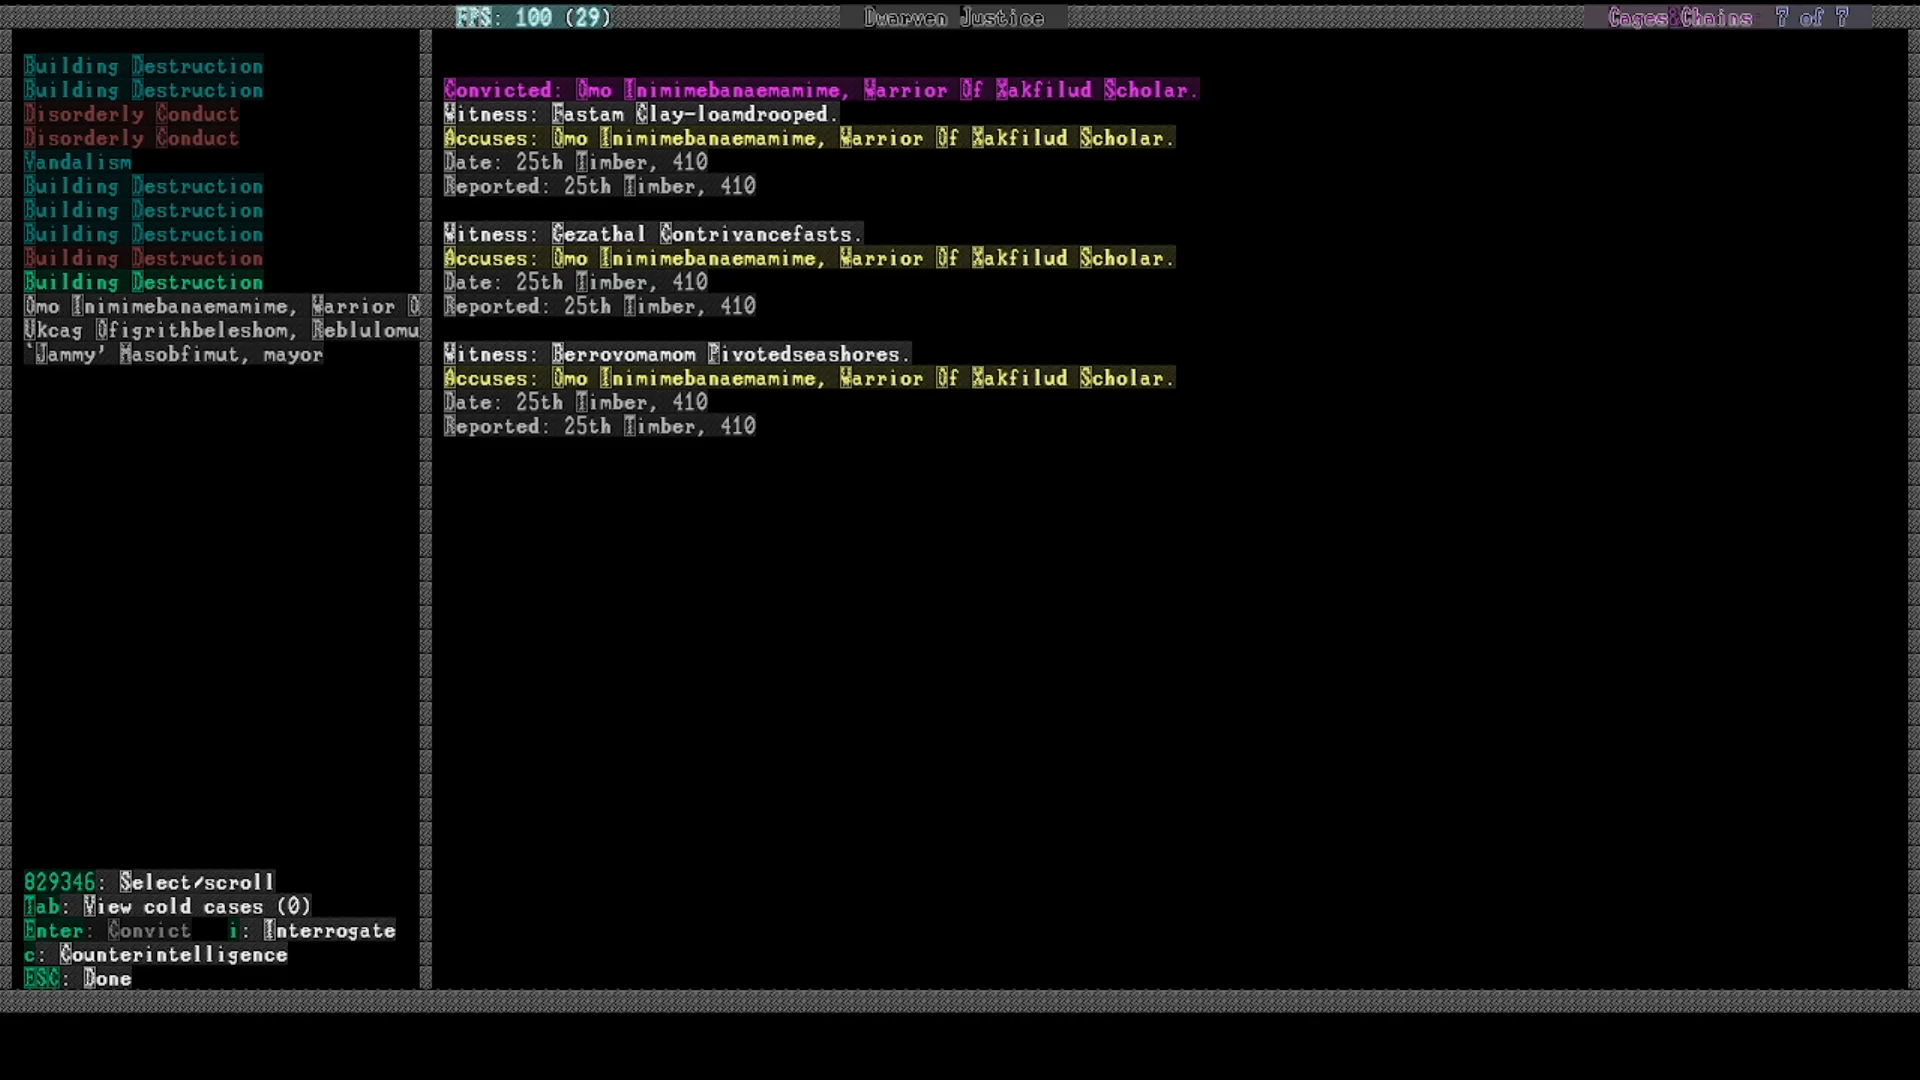 FPS: 100 (29)
Dwarven Justice
Cages&Chains 7 of 7
Building Destruction
Building Destruction
Disorderly Conduct
Disorderly Conduct
Vandalism
Building Destruction
Building Destruction
Building Destruction
Building Destruction
Building Destruction
Omo Inimimebanaemamime, Warrior O
Ukcag Ofigrithbeleshom, Reblulomu
`Jammy' Masobfimut, mayor
829346: Select/scroll
Tab: View cold cases (0)
Enter: Convict i: Interrogate
c: Counterintelligence
ESC: Done
Convicted: Omo Inimimebanaemamime, Warrior Of Xakfilud Scholar.
Witness: Fastam Clay-loamdrooped.
Accuses: Omo Inimimebanaemamime, Warrior Of Xakfilud Scholar.
Date: 25th Timber, 410
Reported: 25th Timber, 410
Witness: Gezathal Contrivancefasts.
Accuses: Omo Inimimebanaemamime, Warrior Of Xakfilud Scholar.
Date: 25th Timber, 410
Reported: 25th Timber, 410
Witness: Berrovomamom Pivotedseashores.
Accuses: Omo Inimimebanaemamime, Warrior Of Xakfilud Scholar.
Date: 25th Timber, 410
Reported: 25th Timber, 410